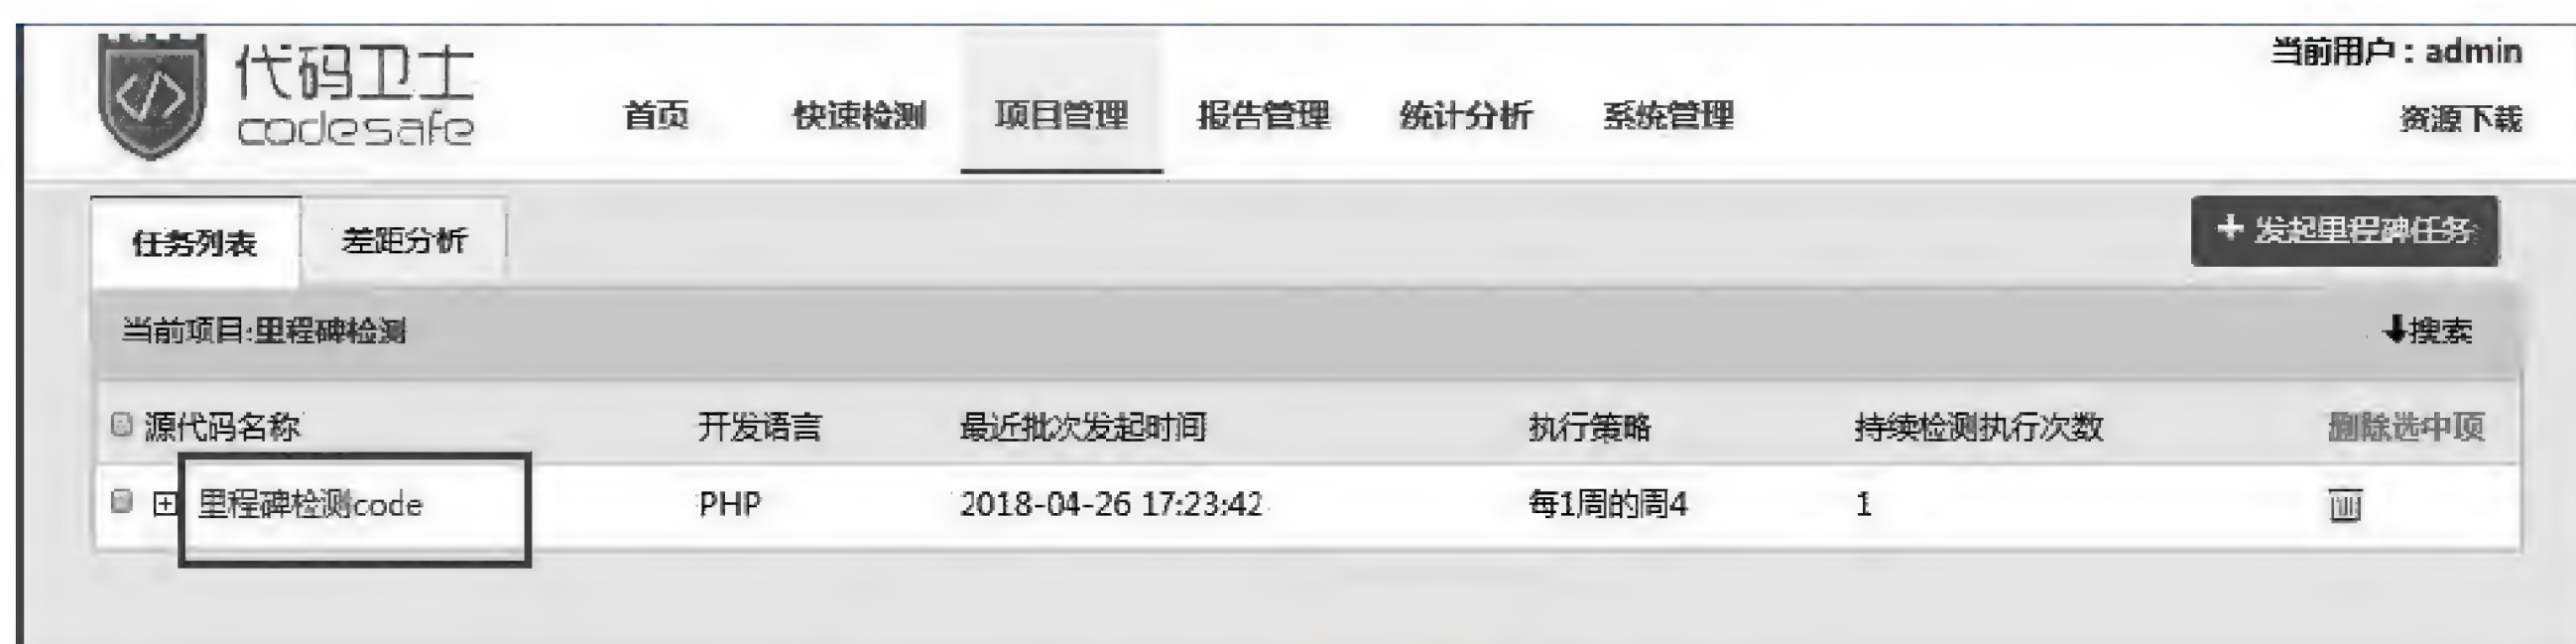 代码卫士
codesafe
首页 快速检测 项目管理 报告管理 统计分析 系统管理
当前用户：admin
资源下载
任务列表 差距分析
+ 发起里程碑任务
当前项目:里程碑检测
搜索
源代码名称 开发语言 最近批次发起时间 执行策略 持续检测执行次数 删除选中项
里程碑检测code PHP 2018-04-26 17:23:42 每1周的周4 1